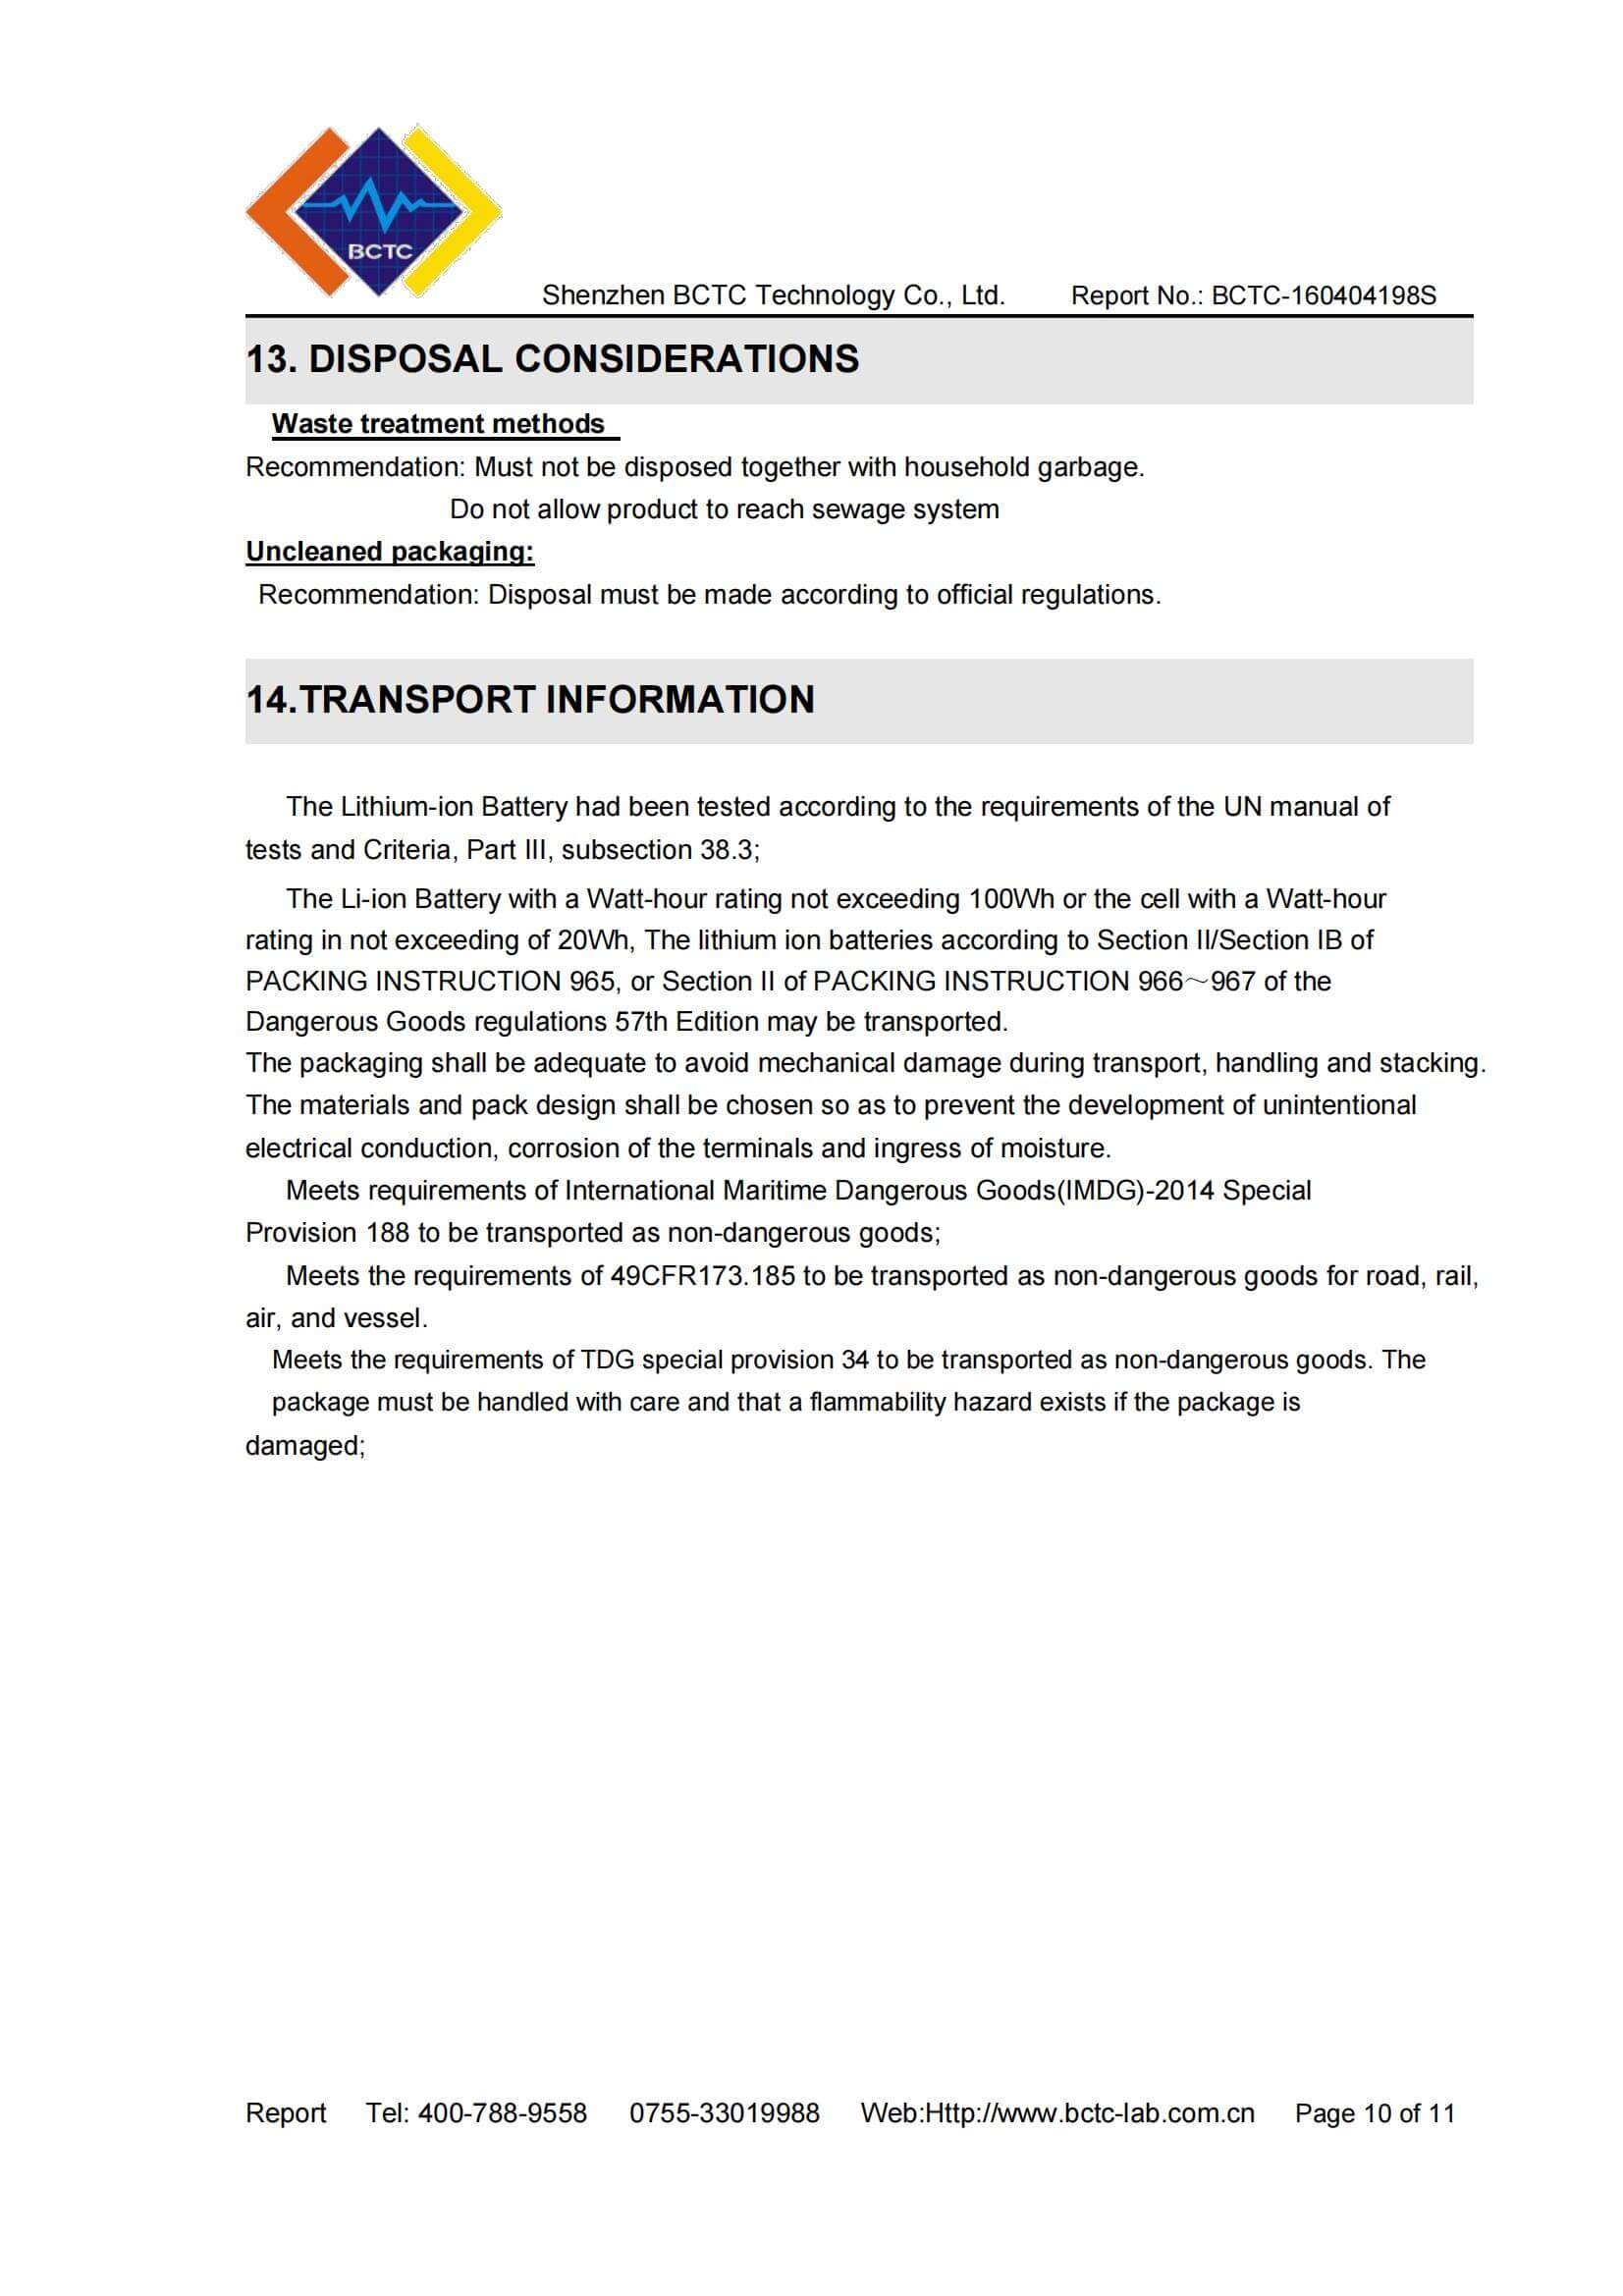 BCTC
Shenzhen BCTC Technology Co., Ltd. Report No.: BCTC-160404198S
13. DISPOSAL CONSIDERATIONS
Waste treatment methods
Recommendation: Must not be disposed together with household garbage.
Do not allow product to reach sewage system
Uncleaned packaging:
Recommendation: Disposal must be made according to official regulations.
14.TRANSPORT INFORMATION
The Lithium-ion Battery had been tested according to the requirements of the UN manual of
tests and Criteria, Part III, subsection 38.3;
The Li-ion Battery with a Watt-hour rating not exceeding 100Wh or the cell with a Watt-hour
rating in not exceeding of 20Wh, The lithium ion batteries according to Section II/Section IB of
PACKING INSTRUCTION 965, or Section II of PACKING INSTRUCTION 966～967 of the
Dangerous Goods regulations 57th Edition may be transported.
The packaging shall be adequate to avoid mechanical damage during transport, handling and stacking.
The materials and pack design shall be chosen so as to prevent the development of unintentional
electrical conduction, corrosion of the terminals and ingress of moisture.
Meets requirements of International Maritime Dangerous Goods(IMDG)-2014 Special
Provision 188 to be transported as non-dangerous goods;
Meets the requirements of 49CFR173.185 to be transported as non-dangerous goods for road, rail,
air, and vessel.
Meets the requirements of TDG special provision 34 to be transported as non-dangerous goods. The
package must be handled with care and that a flammability hazard exists if the package is
damaged;
Report Tel: 400-788-9558 0755-33019988 Web:Http://www.bctc-lab.com.cn Page 10 of 11